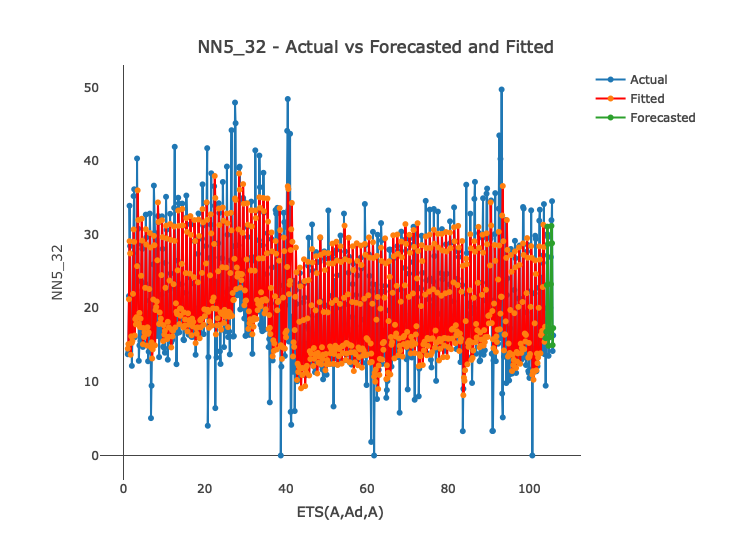 NN5_32 - Actual vs Forecasted and Fitted
Actual
Fitted
Forecasted
50
40
30
20
10
0
NN5_32
0 20 40 60 80 100
ETS(A,Ad,A)